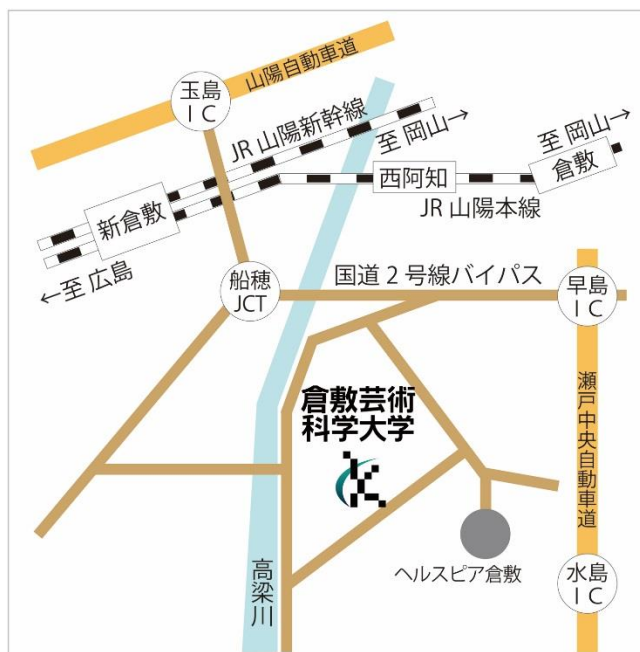 山陽自動車道
玉島
IC
JR 山陽新幹線
至 岡山→
至 岡山→
倉敷
西阿知
JR 山陽本線
新倉敷
←至 広島
船穂
JCT
国道2号線バイパス
早島
IC
倉敷芸術
科学大学
瀬戸中央自動車道
高梁川
ヘルスピア倉敷
水島
IC